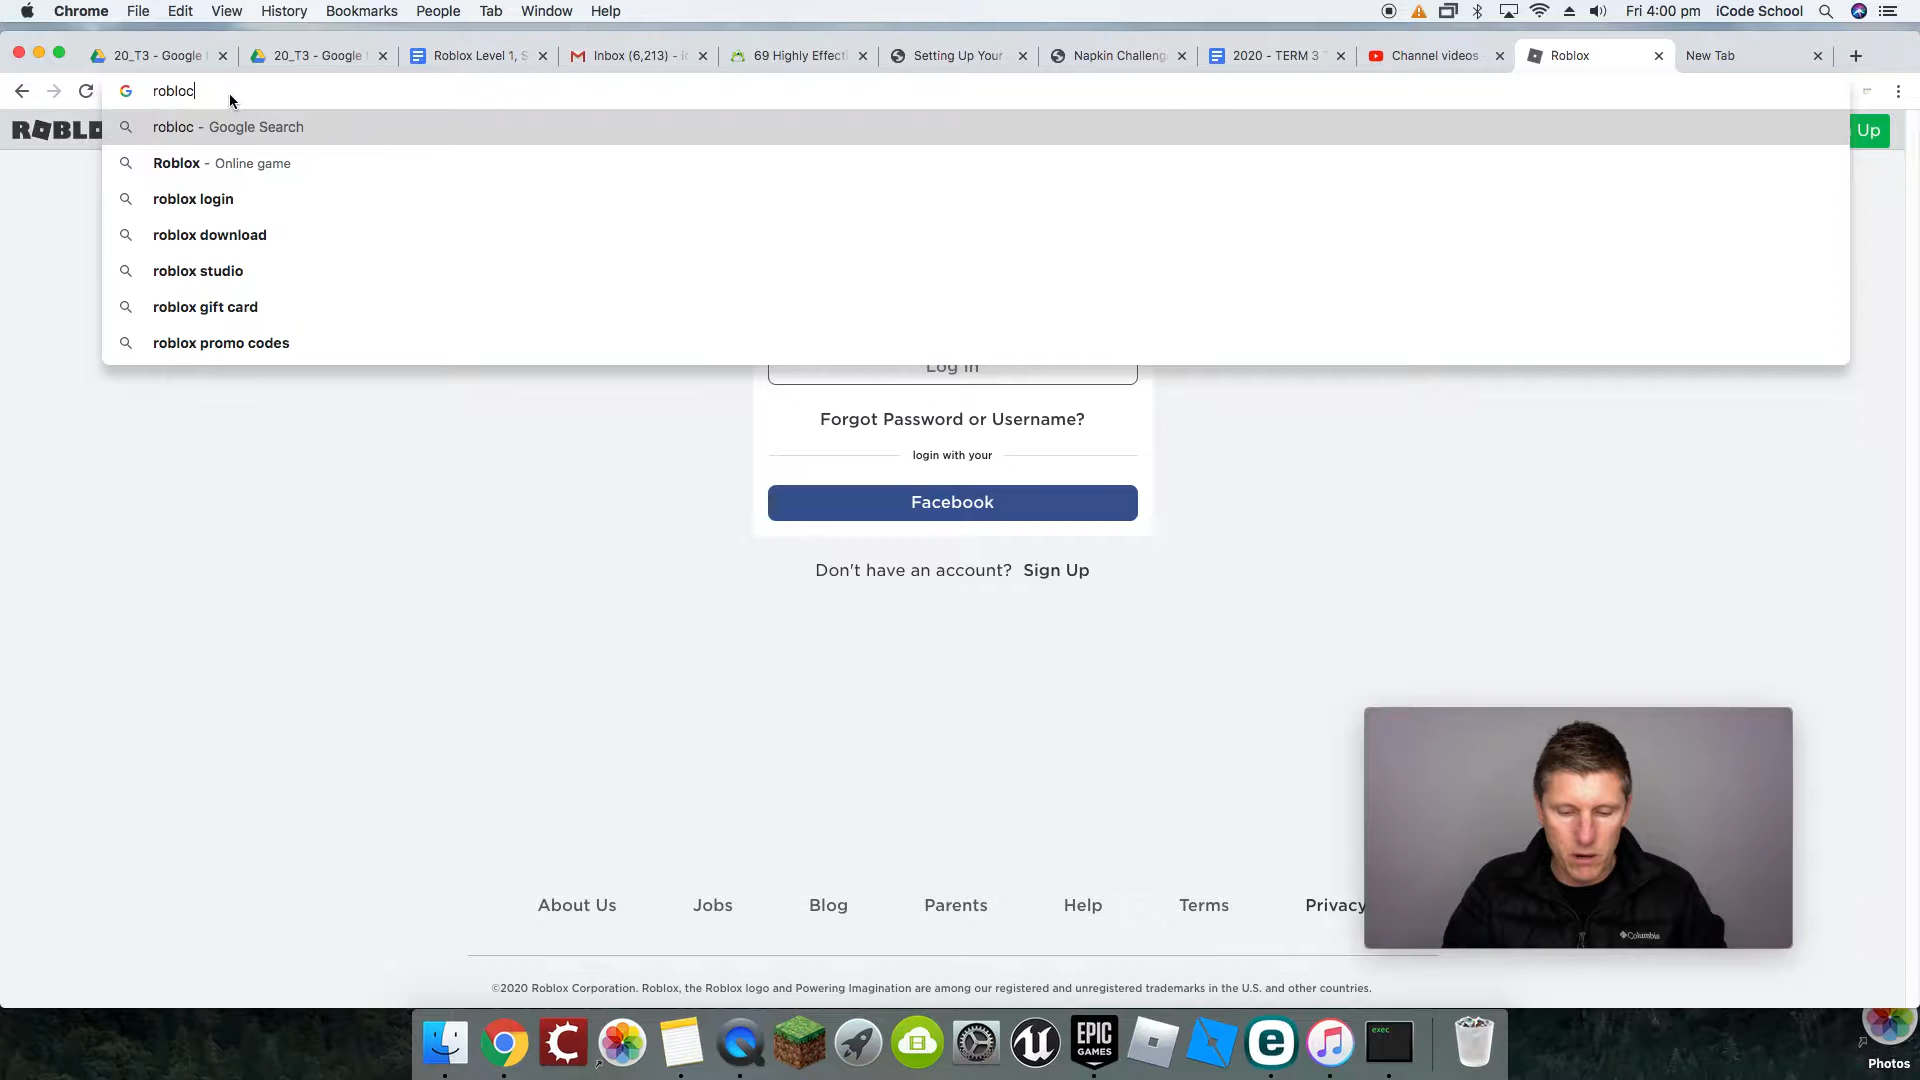 Chrome File Edit View History Bookmarks People Tab Window Help Fri 4:00 pm iCode School
20_T3 - Google 20_T3 - Google Roblox Level 1, S Inbox (6,213) - 69 Highly Effecti Setting Up Your Napkin Challeng 2020 - TERM 3 Channel videos Roblox New Tab
robloc
ROBLO
robloc - Google Search
Up
Roblox - Online game
roblox login
roblox download
roblox studio
roblox gift card
roblox promo codes
Log In
Forgot Password or Username?
login with your
Facebook
Don't have an account? Sign Up
About Us Jobs Blog Parents Help Terms Privacy
Columbia
©2020 Roblox Corporation. Roblox, the Roblox logo and Powering Imagination are among our registered and unregistered trademarks in the U.S. and other countries.
exec
EPIC
GAMES
Photos